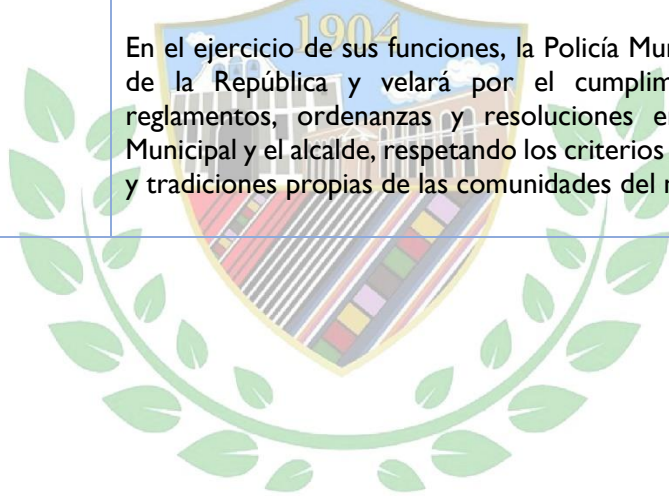 1904
En el ejercicio de sus funciones, la Policía Mu
de la República y velará por el cumplim
reglamentos, ordenanzas y resoluciones e
Municipal y el alcalde, respetando los criterios
y tradiciones propias de las comunidades del